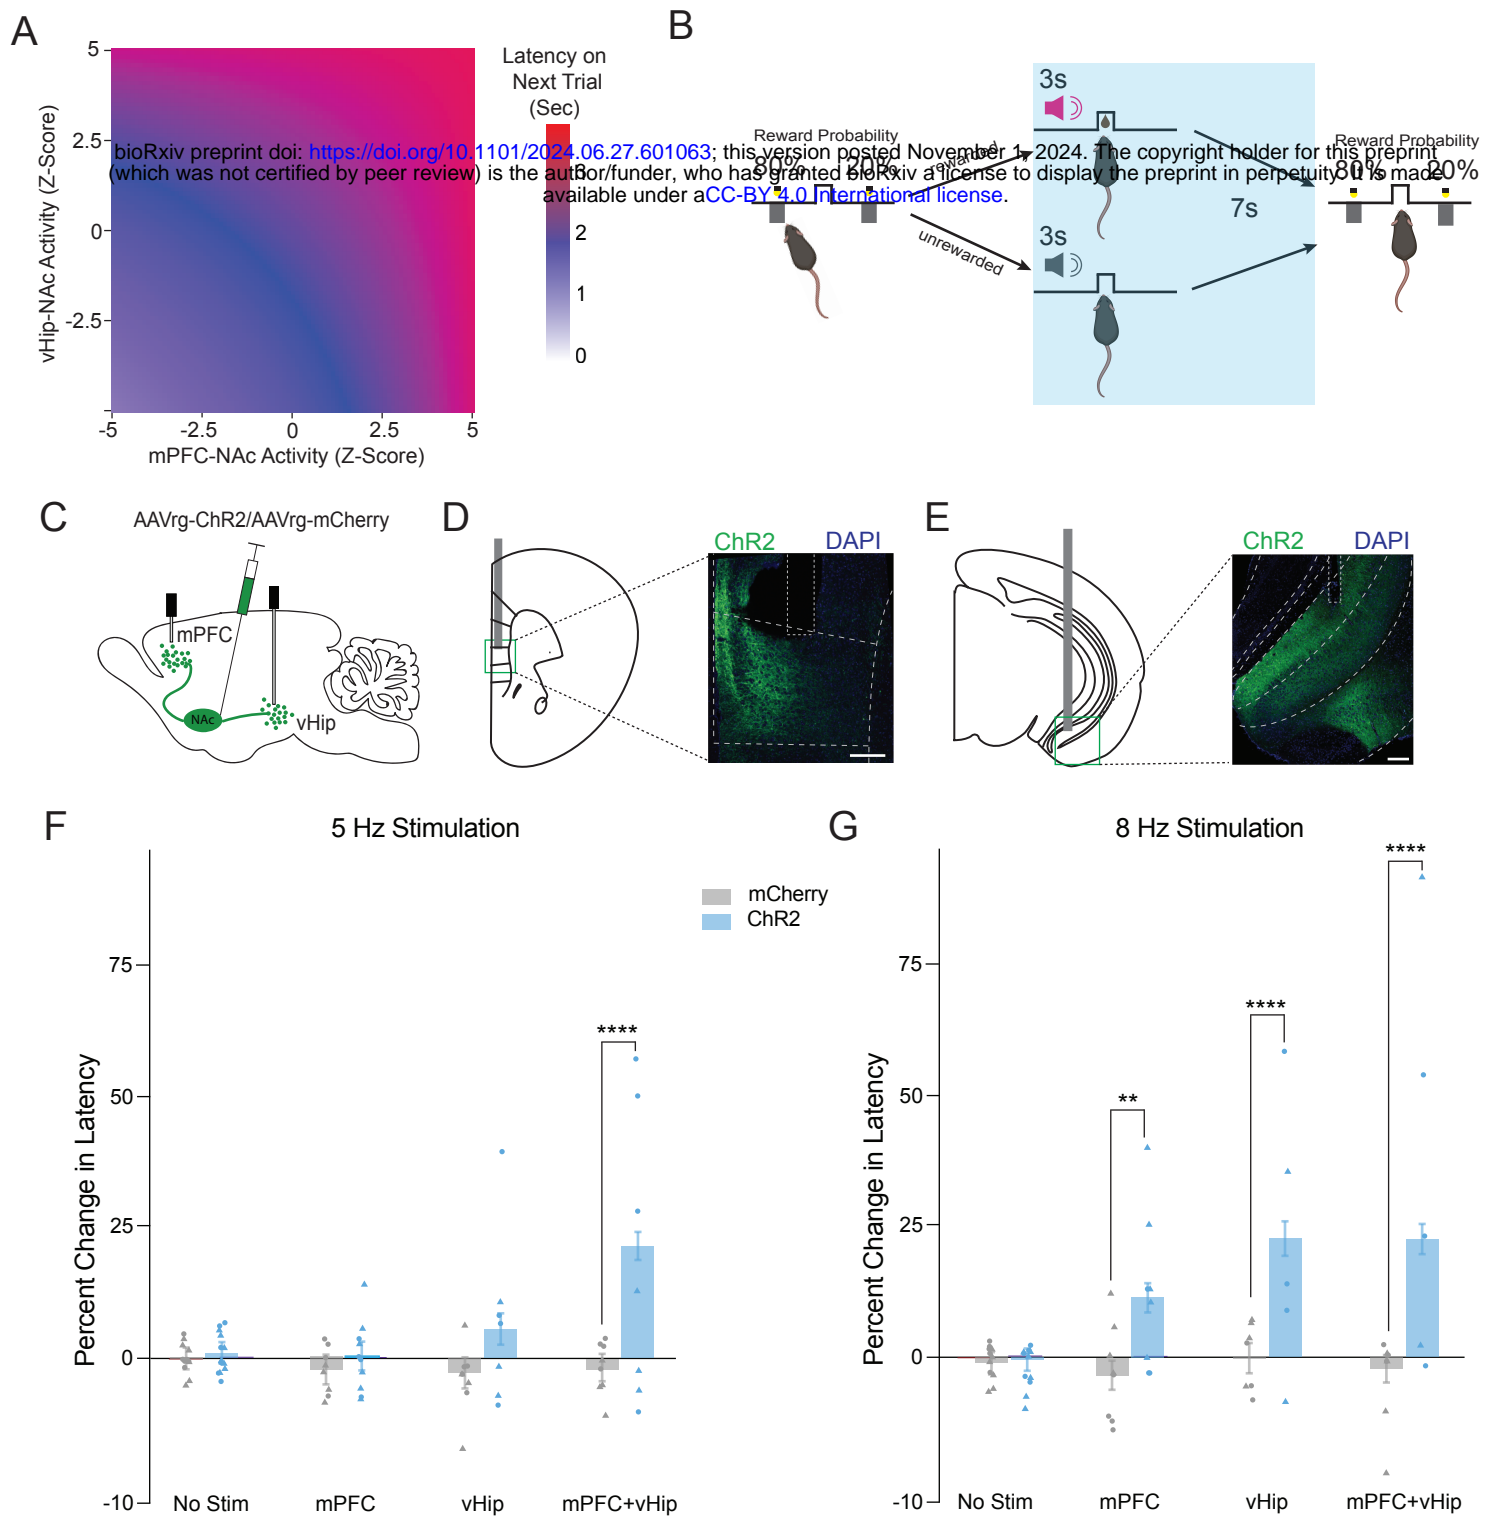 A
5
2.5
0
-2.5
-5
-2.5
0
2.5
5
vHip-NAc Activity (Z-Score)
mPFC-NAc Activity (Z-Score)
Latency on
Next Trial
(Sec)
3
2
1
0
bioRxiv preprint doi: https://doi.org/10.1101/2024.06.27.601063; this version posted November 1, 2024. The copyright holder for this preprint
(which was not certified by peer review) is the author/funder, who has granted bioRxiv a license to display the preprint in perpetuity. It is made
available under aCC-BY 4.0 International license.
B
Reward Probability
80% 20%
rewarded
unrewarded
3s
3s
7s
Reward Probability
80% 20%
C
AAVrg-ChR2/AAVrg-mCherry
mPFC
NAc
vHip
D
ChR2 DAPI
E
ChR2 DAPI
F
5 Hz Stimulation
Percent Change in Latency
75
50
25
0
-10
****
No Stim mPFC vHip mPFC+vHip
mCherry
ChR2
G
8 Hz Stimulation
Percent Change in Latency
75
50
25
0
-10
**
****
****
No Stim mPFC vHip mPFC+vHip